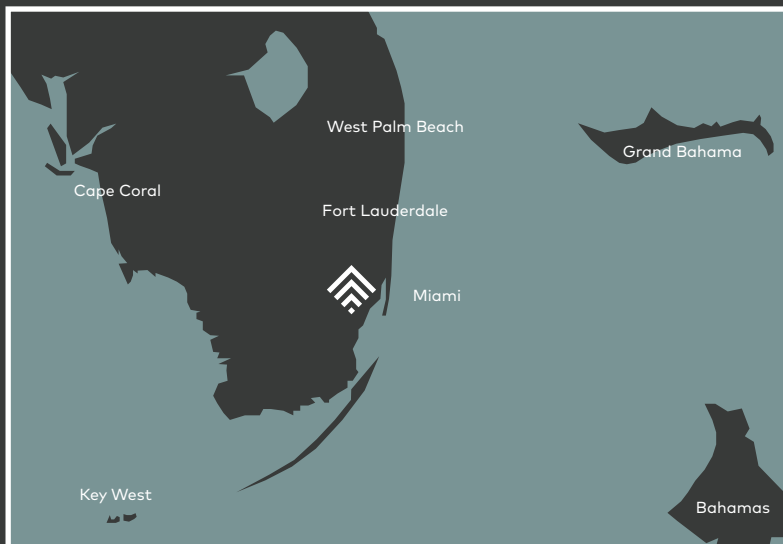 West Palm Beach
Grand Bahama
Cape Coral
Fort Lauderdale
Miami
Key West
Bahamas